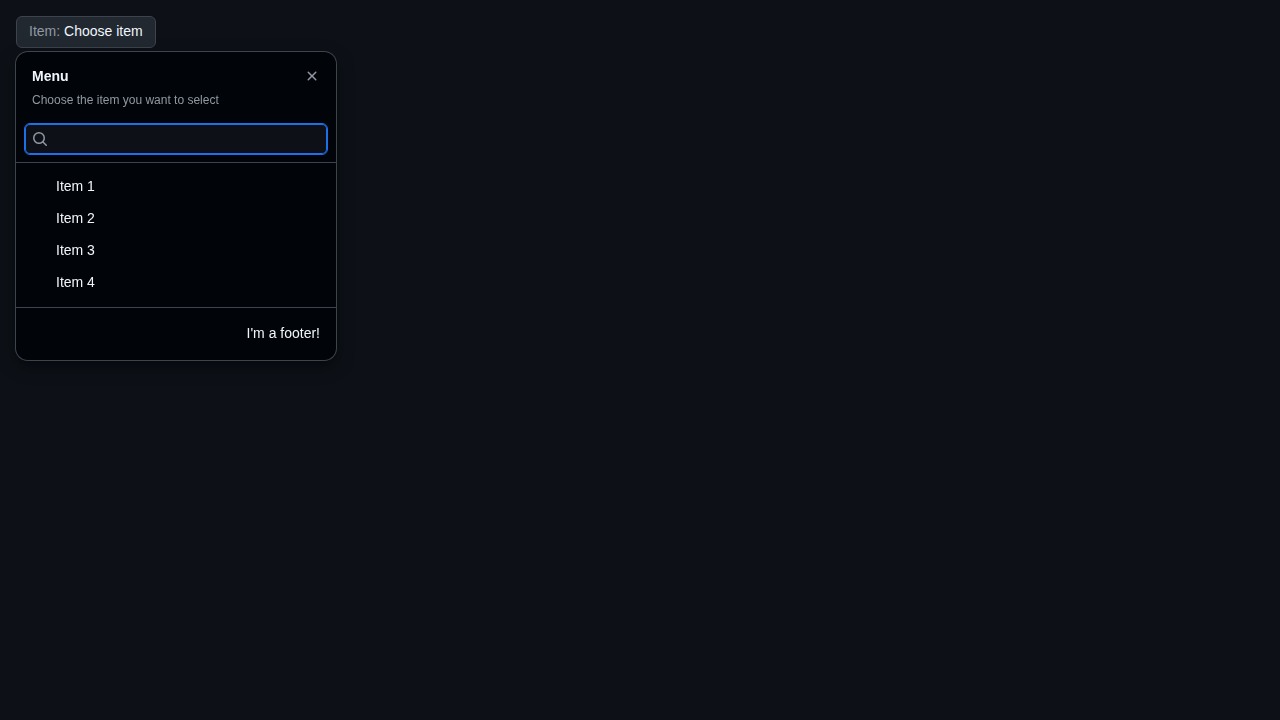 Item: Choose item
Menu
Choose the item you want to select
Item 1
Item 2
Item 3
Item 4
I'm a footer!